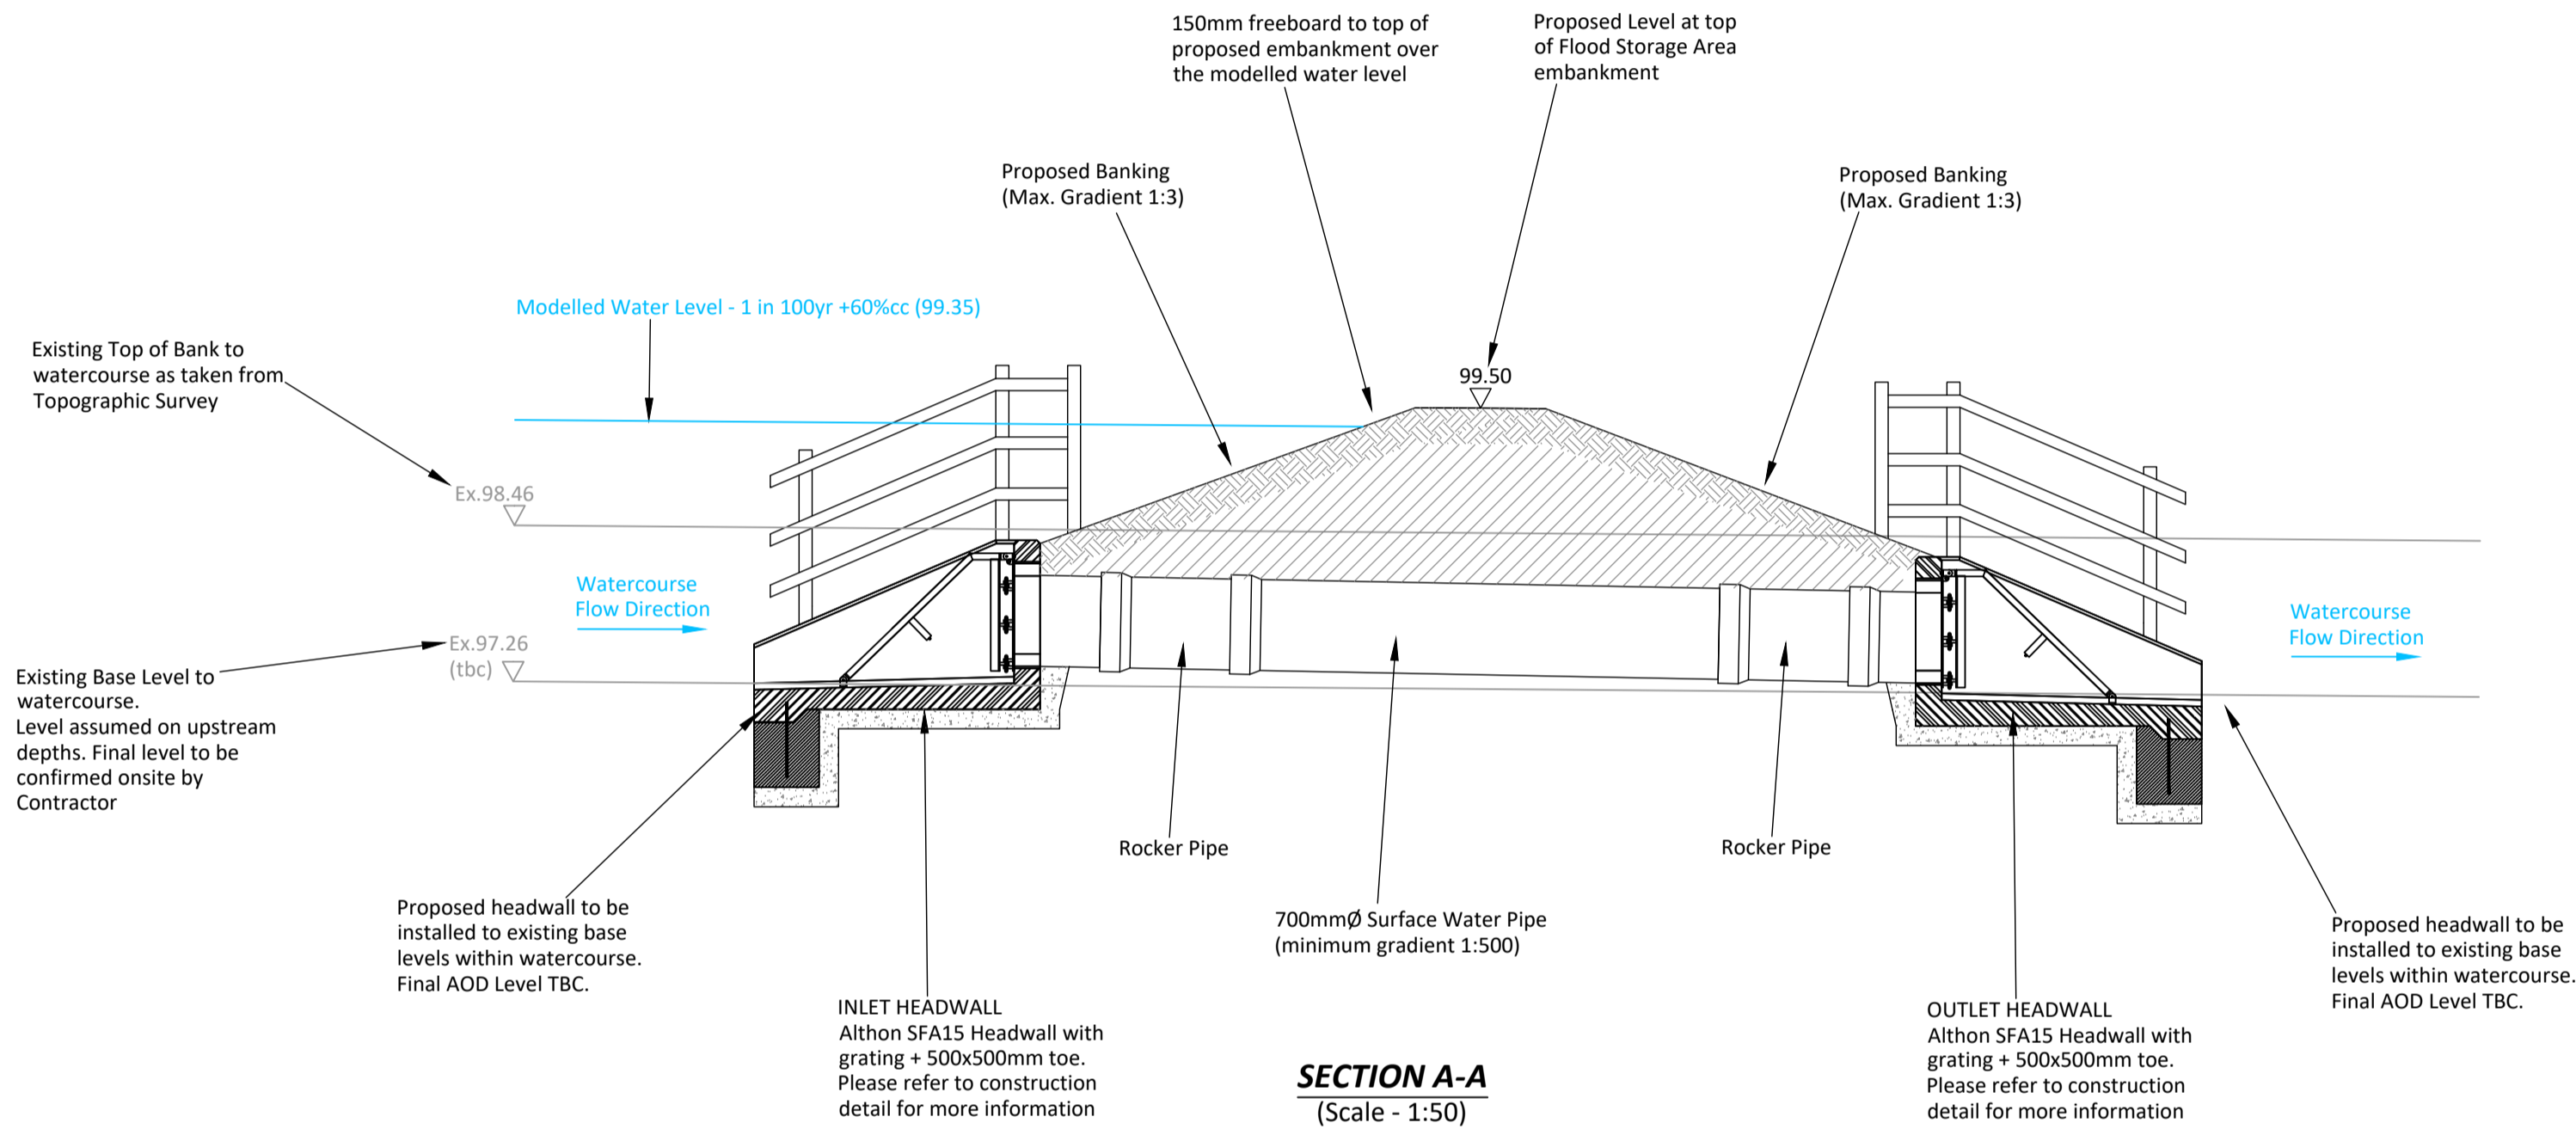 150mm freeboard to top of
proposed embankment over
the modelled water level
Proposed Level at top
of Flood Storage Area
embankment
Proposed Banking
(Max. Gradient 1:3)
Proposed Banking
(Max. Gradient 1:3)
Modelled Water Level - 1 in 100yr +60%cc (99.35)
Existing Top of Bank to
watercourse as taken from
Topographic Survey
99.50
Ex.98.46
Watercourse
Flow Direction
Watercourse
Flow Direction
Ex.97.26
(tbc)
Existing Base Level to
watercourse.
Level assumed on upstream
depths. Final level to be
confirmed onsite by
Contractor
Rocker Pipe
Rocker Pipe
Proposed headwall to be
installed to existing base
levels within watercourse.
Final AOD Level TBC.
700mmØ Surface Water Pipe
(minimum gradient 1:500)
Proposed headwall to be
installed to existing base
levels within watercourse.
Final AOD Level TBC.
INLET HEADWALL
Althon SFA15 Headwall with
grating + 500x500mm toe.
Please refer to construction
detail for more information
OUTLET HEADWALL
Althon SFA15 Headwall with
grating + 500x500mm toe.
Please refer to construction
detail for more information
SECTION A-A
(Scale - 1:50)